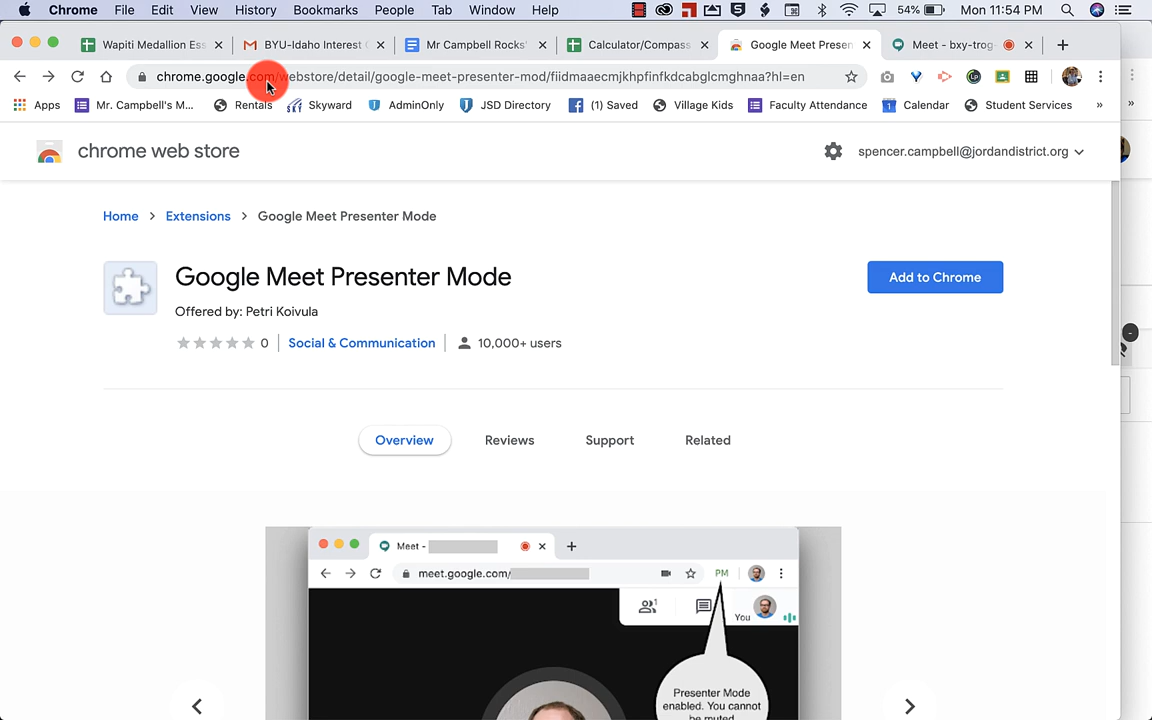 Chrome File Edit View History Bookmarks People Tab Window Help 54% Mon 11:54 PM
Wapiti Medallion Ess BYU-Idaho Interest Mr Campbell Rocks' Calculator/Compass Google Meet Presen Meet - bxy-trog-
chrome.google.com/webstore/detail/google-meet-presenter-mod/fiidmaaecmjkhpfinfkdcabglcmghnaa?hl=en
Apps Mr. Campbell's M... Rentals Skyward AdminOnly JSD Directory (1) Saved Village Kids Faculty Attendance Calendar Student Services »
chrome web store spencer.campbell@jordandistrict.org
Home > Extensions > Google Meet Presenter Mode
Google Meet Presenter Mode
Add to Chrome
Offered by: Petri Koivula
0 Social & Communication 10,000+ users
Overview Reviews Support Related
Meet -
meet.google.com/ PM
1
You
Presenter Mode
enabled. You cannot
be muted